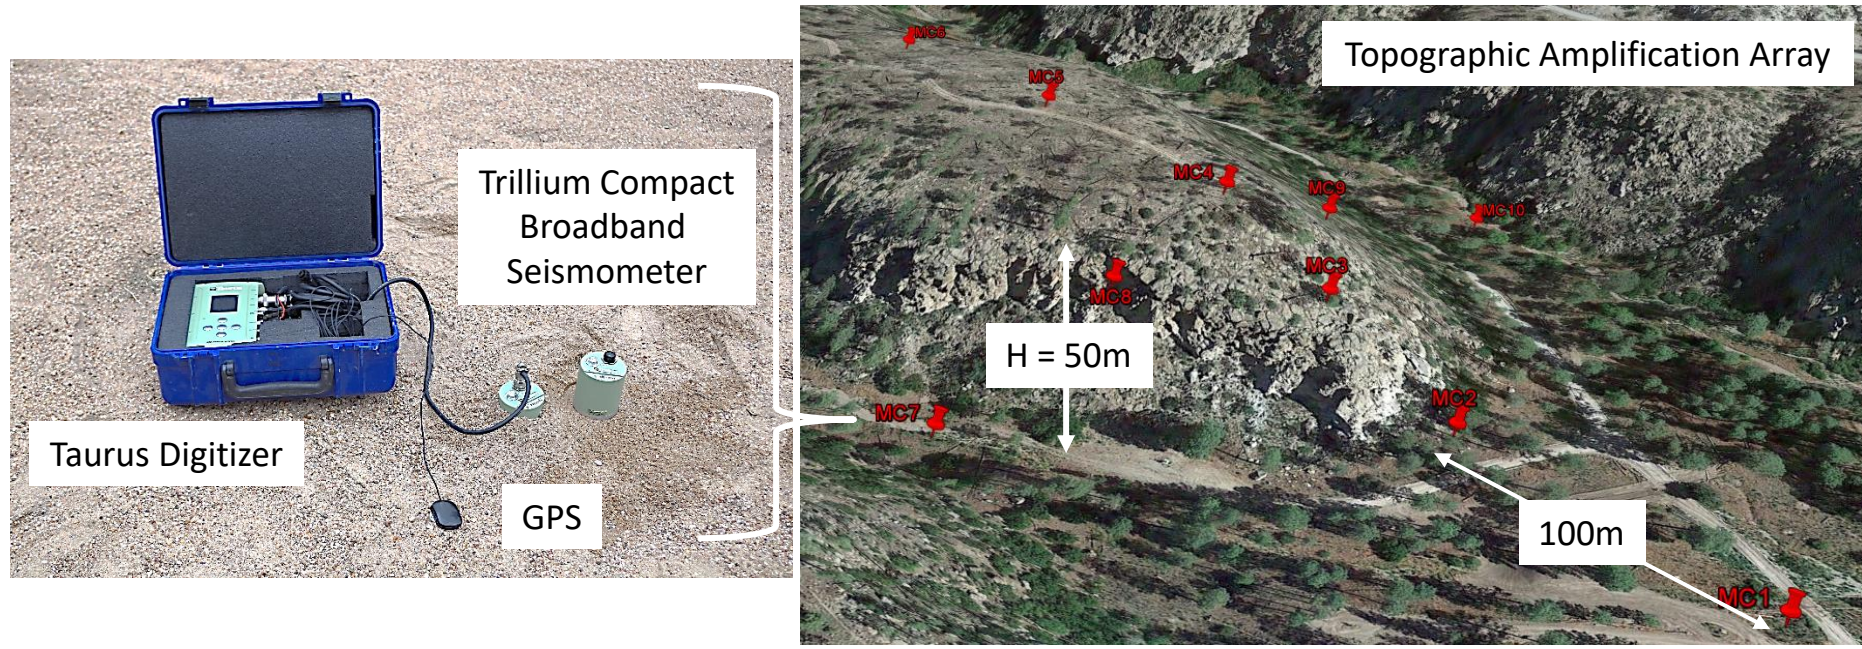 Trillium Compact
Broadband
Seismometer
Taurus Digitizer
GPS
Topographic Amplification Array
MC6
MC5
MC4
MC9
MC10
MC3
MC8
H = 50m
MC7
MC2
100m
MC1